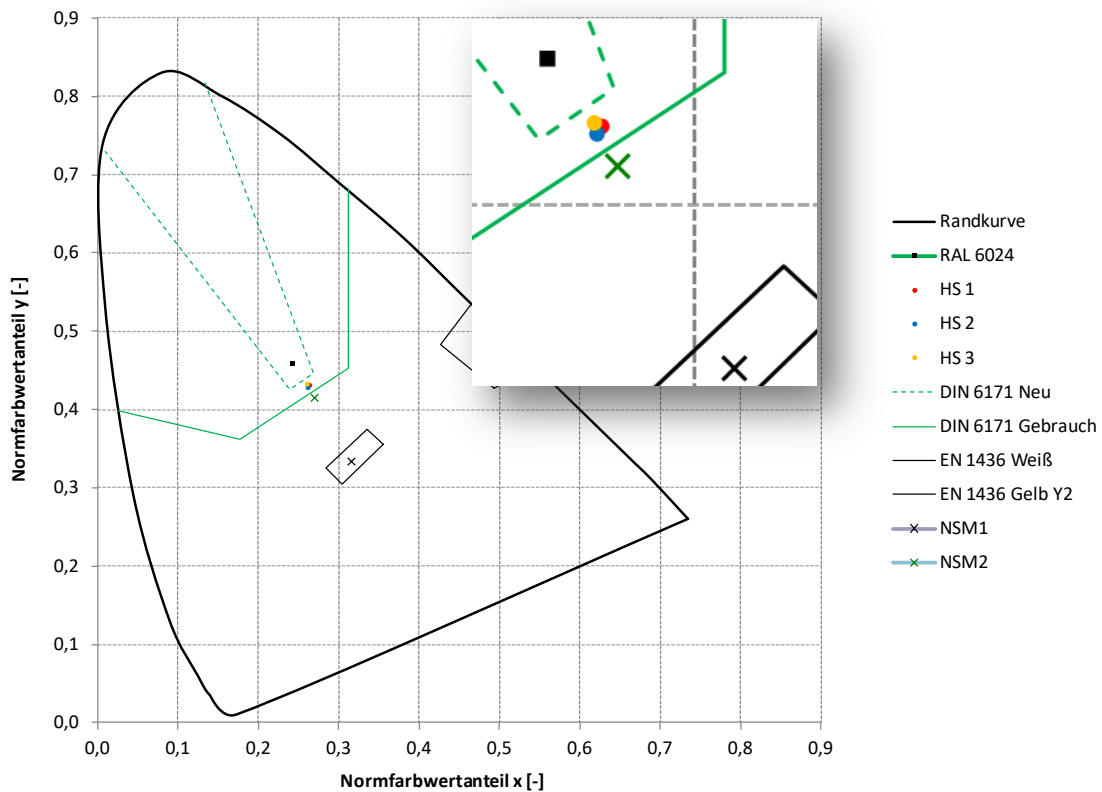 0,9
0,8
0,7
0,6
0,5
0,4
0,3
0,2
0,1
0,0
Normfarbwertanteil y [-]
0,0 0,1 0,2 0,3 0,4 0,5 0,6 0,7 0,8 0,9
Normfarbwertanteil x [-]
Randkurve
RAL 6024
HS 1
HS 2
HS 3
DIN 6171 Neu
DIN 6171 Gebrauch
EN 1436 Weiß
EN 1436 Gelb Y2
NSM1
NSM2